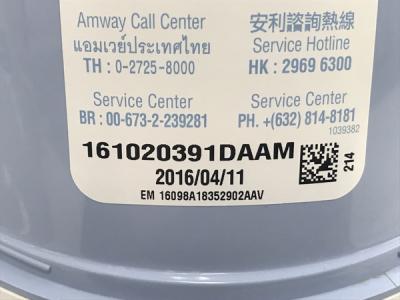 Amway Call Center
แอมเวย์ประเทศไทย
TH : 0-2725-8000
安利諮詢熱線
Service Hotline
HK : 2969 6300
Service Center
BR : 00-673-2-239281
Service Center
PH. +(632) 814-8181
1039382
161020391DAAM
2016/04/11
EM 16098A18352902AAV
214